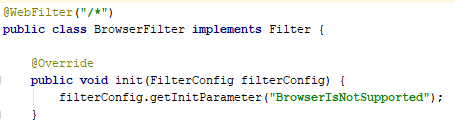 @WebFilter("/*")
public class BrowserFilter implements Filter {
@Override
public void init(FilterConfig filterConfig) {
filterConfig.getInitParameter("BrowserIsNotSupported");
}